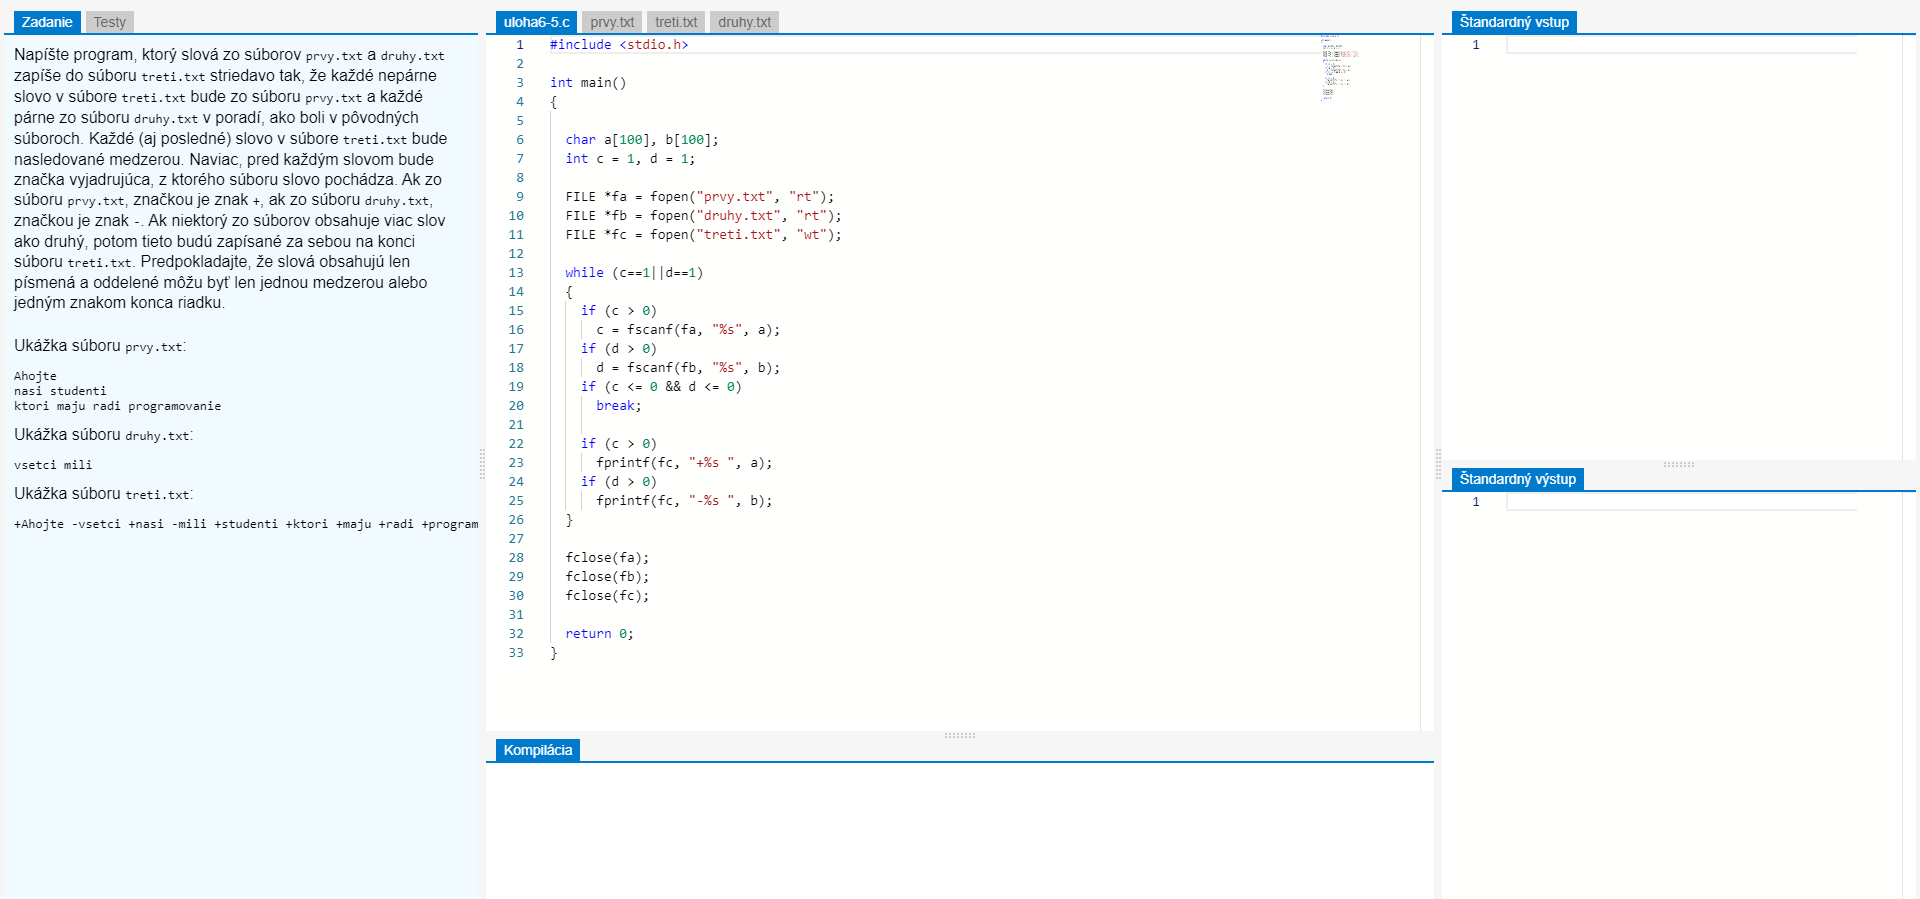 Zadanie Testy
Napíšte program, ktorý slová zo súborov prvy.txt a druhy.txt
zapíše do súboru treti.txt striedavo tak, že každé nepárne
slovo v súbore treti.txt bude zo súboru prvy.txt a každé
párne zo súboru druhy.txt v poradí, ako boli v pôvodných
súboroch. Každé (aj posledné) slovo v súbore treti.txt bude
nasledované medzerou. Naviac, pred každým slovom bude
značka vyjadrujúca, z ktorého súboru slovo pochádza. Ak zo
súboru prvy.txt, značkou je znak +, ak zo súboru druhy.txt,
značkou je znak -. Ak niektorý zo súborov obsahuje viac slov
ako druhý, potom tieto budú zapísané za sebou na konci
súboru treti.txt. Predpokladajte, že slová obsahujú len
písmená a oddelené môžu byť len jednou medzerou alebo
jedným znakom konca riadku.
Ukážka súboru prvy.txt:
Ahojte
nasi studenti
ktori maju radi programovanie
Ukážka súboru druhy.txt:
vsetci mili
Ukážka súboru treti.txt:
+Ahojte -vsetci +nasi -mili +studenti +ktori +maju +radi +program
uloha6-5.c prvy.txt treti.txt druhy.txt
1 #include <stdio.h>
2
3 int main()
4 {
5
6 char a[100], b[100];
7 int c = 1, d = 1;
8
9 FILE *fa = fopen("prvy.txt", "rt");
10 FILE *fb = fopen("druhy.txt", "rt");
11 FILE *fc = fopen("treti.txt", "wt");
12
13 while (c==1||d==1)
14 {
15 if (c > 0)
16 c = fscanf(fa, "%s", a);
17 if (d > 0)
18 d = fscanf(fb, "%s", b);
19 if (c <= 0 && d <= 0)
20 break;
21
22 if (c > 0)
23 fprintf(fc, "+%s ", a);
24 if (d > 0)
25 fprintf(fc, "-%s ", b);
26 }
27
28 fclose(fa);
29 fclose(fb);
30 fclose(fc);
31
32 return 0;
33 }
Kompilácia
Štandardný vstup
1
Štandardný výstup
1